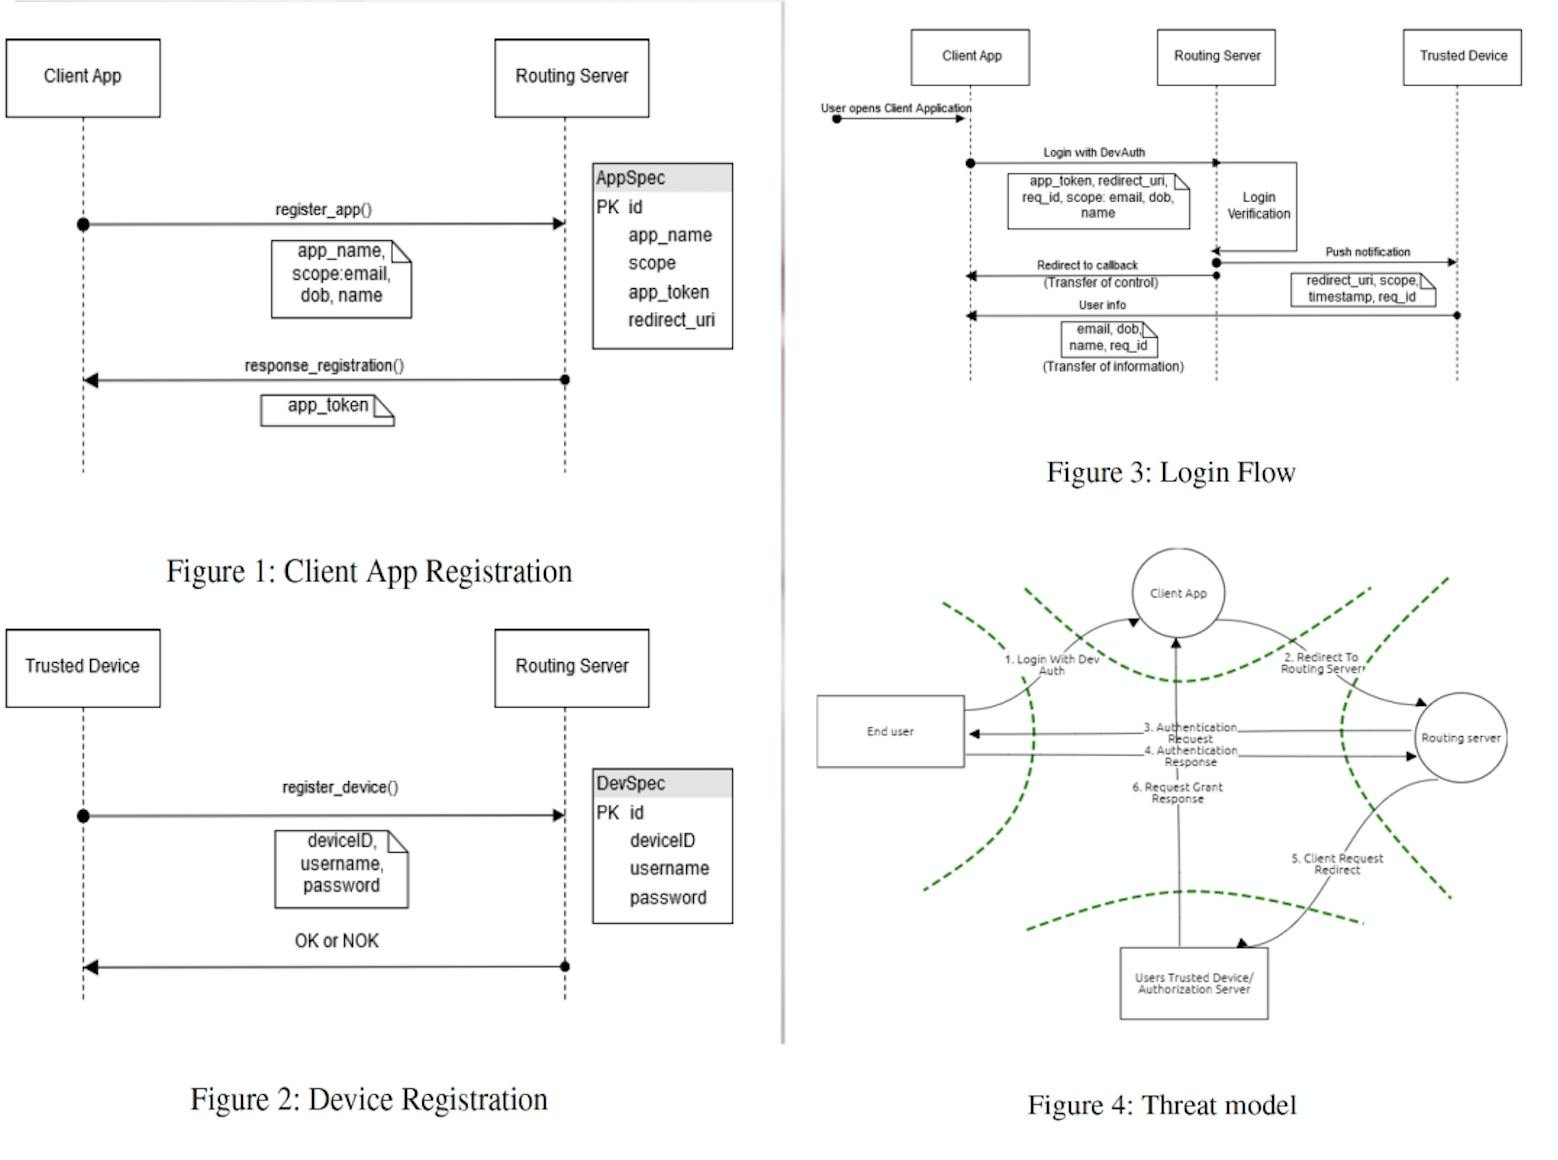 Client App
Routing Server
AppSpec
PK id
app_name
scope
app_token
redirect_uri
register_app()
app_name,
scope:email,
dob, name
response_registration()
app_token
Figure 1: Client App Registration
Trusted Device
Routing Server
register_device()
deviceID,
username,
password
DevSpec
PK id
deviceID
username
password
OK or NOK
Figure 2: Device Registration
Client App
Routing Server
Trusted Device
User opens Client Application
Login with DevAuth
app_token, redirect_uri,
req_id, scope: email, dob,
name
Login
Verification
Push notification
redirect_uri, scope,
timestamp, req_id
Redirect to callback
(Transfer of control)
User info
email, dob,
name, req_id
(Transfer of information)
Figure 3: Login Flow
Client App
1. Login With Dev
Auth
2. Redirect To
Routing Server
End user
3. Authentication
Request
4. Authentication
Response
Routing server
6. Request Grant
Response
5. Client Request
Redirect
Users Trusted Device/
Authorization Server
Figure 4: Threat model